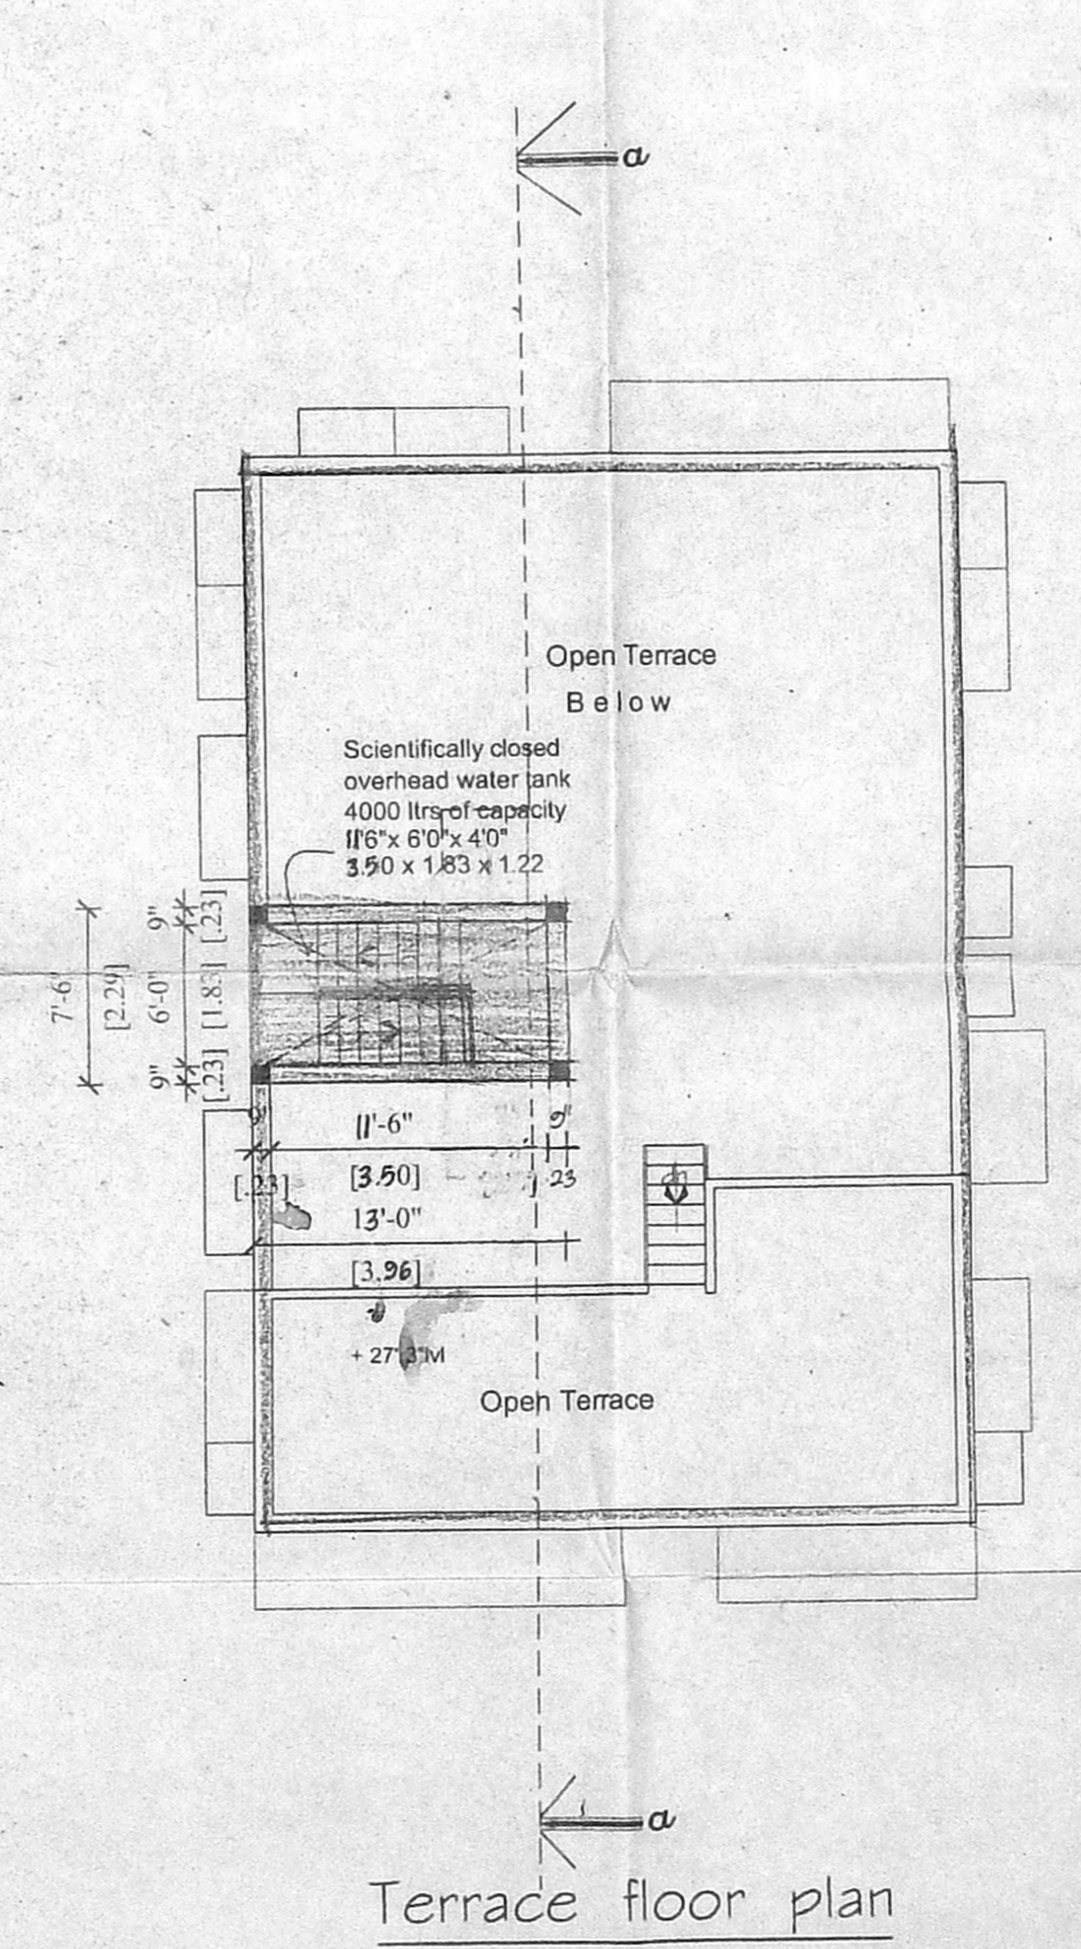 a
Open Terrace
Below
Scientifically closed
overhead water tank
4000 ltrs of capacity
11'6"x 6'0"x 4'0"
3.50 x 1.83 x 1.22
9"
[.23]
7'-6"
[2.29]
6'-0"
[1.83]
9"
[.23]
9"
11'-6"
9"
[.23]
[3.50]
.23
13'-0"
[3.96]
dn
+ 27'3"lvl
Open Terrace
a
Terrace floor plan